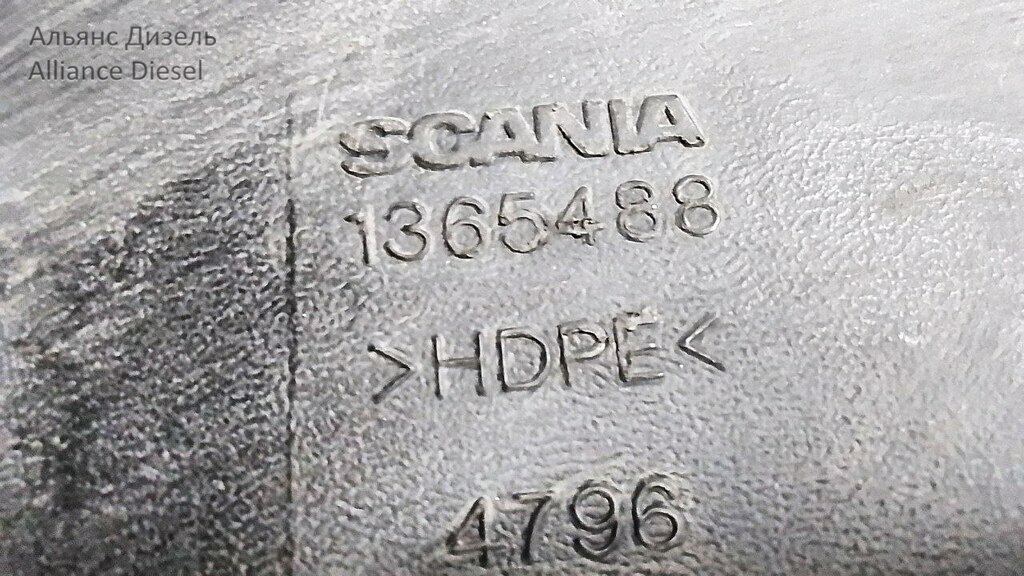 Альянс Дизель
Alliance Diesel
SCANIA
1365488
>HDPE<
4796